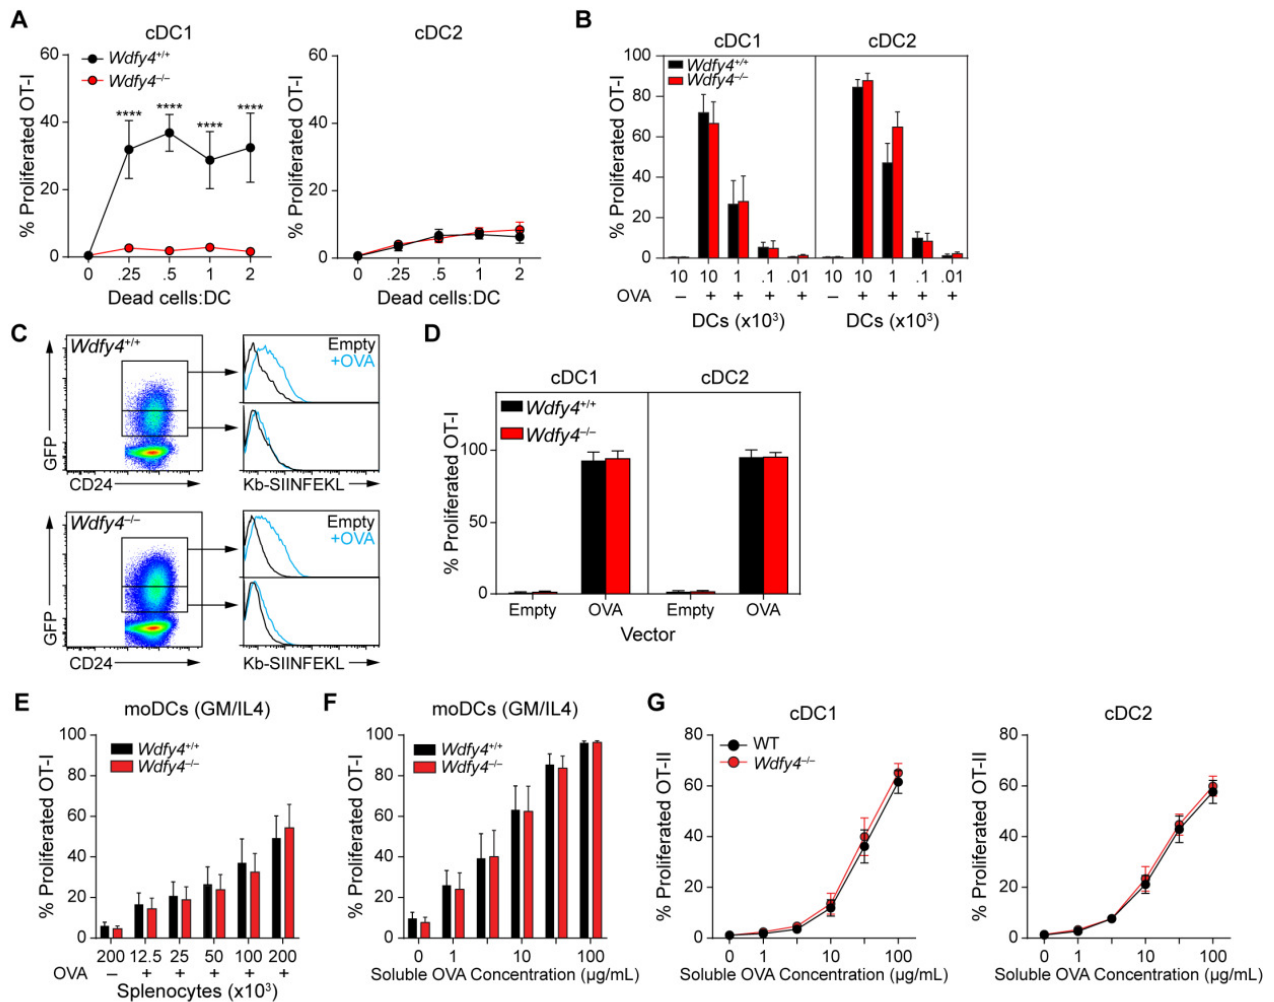 A
cDC1
cDC2
% Proliferated OT-I
60
40
20
0
Wdfy4+/+
Wdfy4–/–
****
****
****
****
0 .25 .5 1 2
Dead cells:DC
% Proliferated OT-I
60
40
20
0
0 .25 .5 1 2
Dead cells:DC
B
cDC1
cDC2
% Proliferated OT-I
100
80
60
40
20
0
Wdfy4+/+
Wdfy4–/–
10 10 1 .1 .01 10 10 1 .1 .01
OVA – + + + + – + + + +
DCs (x10³) DCs (x10³)
C
Wdfy4+/+
Empty
+OVA
GFP
CD24
Kb-SIINFEKL
Wdfy4–/–
Empty
+OVA
GFP
CD24
Kb-SIINFEKL
D
cDC1
cDC2
% Proliferated OT-I
100
50
0
Wdfy4+/+
Wdfy4–/–
Empty OVA Empty OVA
Vector
E
moDCs (GM/IL4)
% Proliferated OT-I
100
80
60
40
20
0
Wdfy4+/+
Wdfy4–/–
200 12.5 25 50 100 200
OVA – + + + + +
Splenocytes (x10³)
F
moDCs (GM/IL4)
% Proliferated OT-I
100
80
60
40
20
0
Wdfy4+/+
Wdfy4–/–
0 1 10 100
Soluble OVA Concentration (µg/mL)
G
cDC1
cDC2
% Proliferated OT-II
80
60
40
20
0
WT
Wdfy4–/–
0 1 10 100
Soluble OVA Concentration (µg/mL)
% Proliferated OT-II
80
60
40
20
0
0 1 10 100
Soluble OVA Concentration (µg/mL)